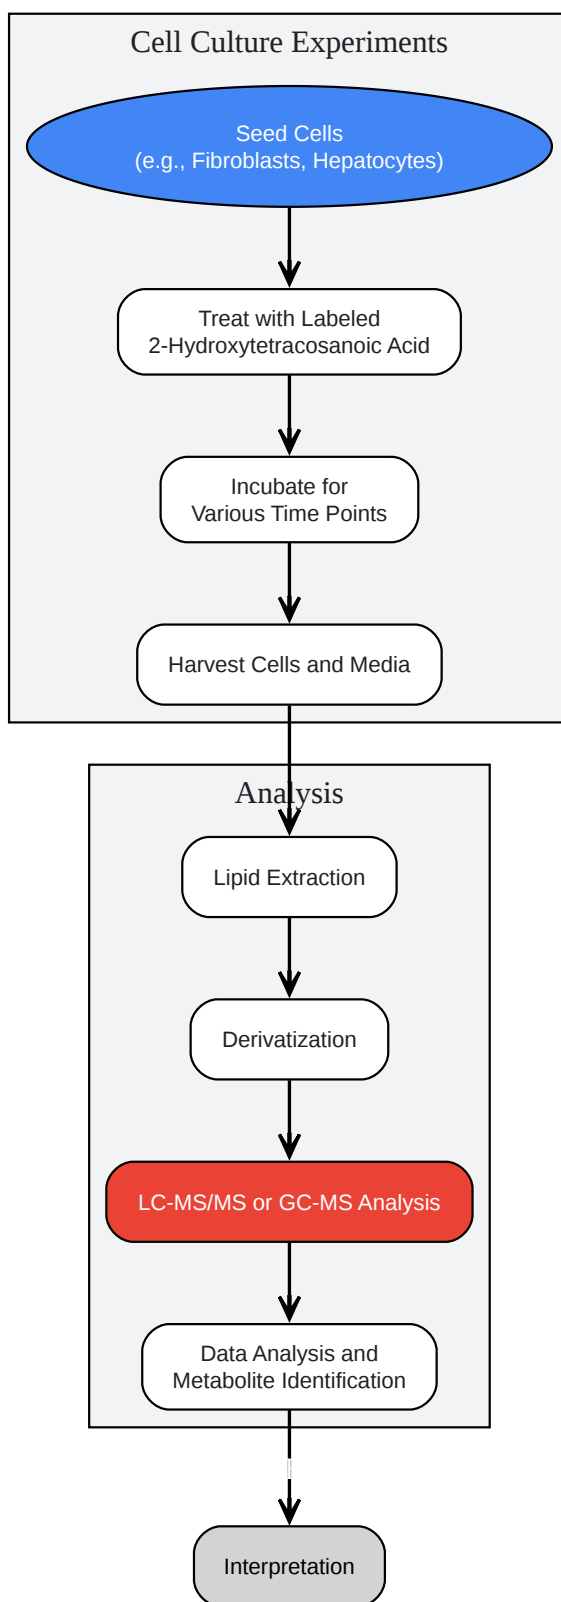 Cell Culture Experiments
Seed Cells
(e.g., Fibroblasts, Hepatocytes)
Treat with Labeled
2-Hydroxytetracosanoic Acid
Incubate for
Various Time Points
Harvest Cells and Media
Analysis
Lipid Extraction
Derivatization
LC-MS/MS or GC-MS Analysis
Data Analysis and
Metabolite Identification
Interpretation